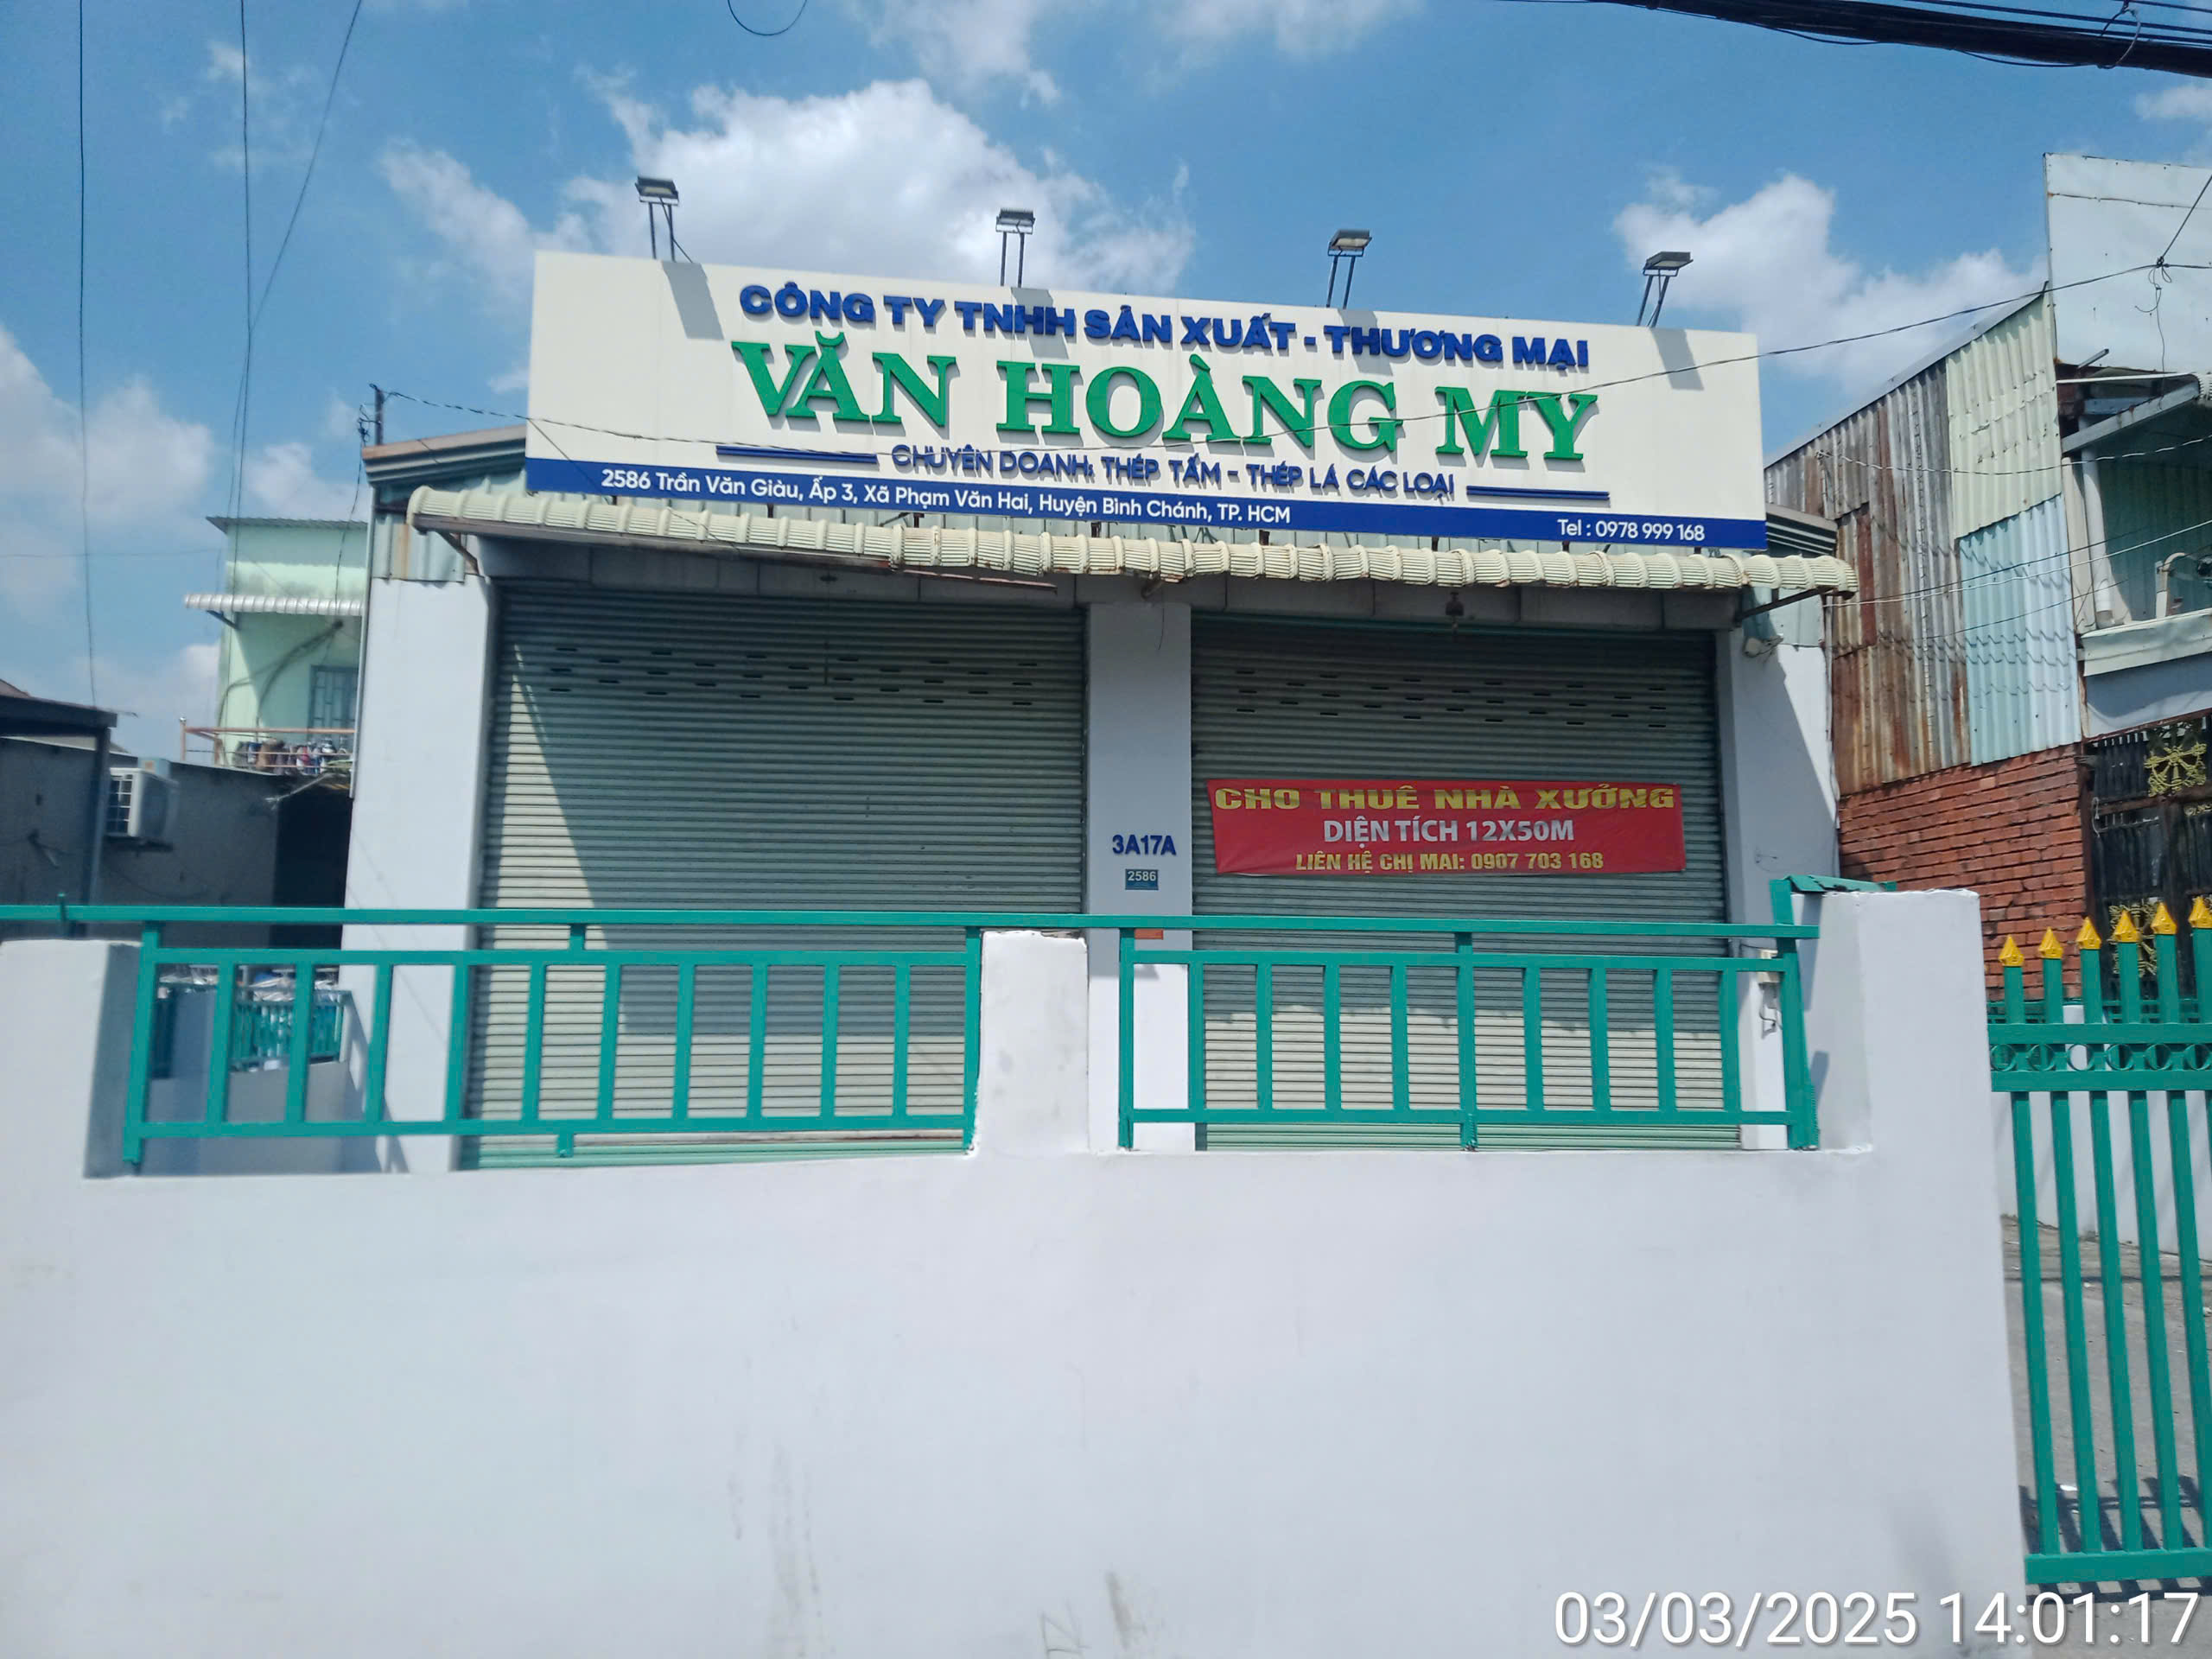 CÔNG TY TNHH SẢN XUẤT - THƯƠNG MẠI
VĂN HOÀNG MY
CHUYÊN DOANH: THÉP TẤM - THÉP LÁ CÁC LOẠI
2586 Trần Văn Giàu, Ấp 3, Xã Phạm Văn Hai, Huyện Bình Chánh, TP. HCM
Tel : 0978 999 168
CHO THUÊ NHÀ XƯỞNG
DIỆN TÍCH 12X50M
LIÊN HỆ CHỊ MAI: 0907 703 168
3A17A
2586
03/03/2025 14:01:17